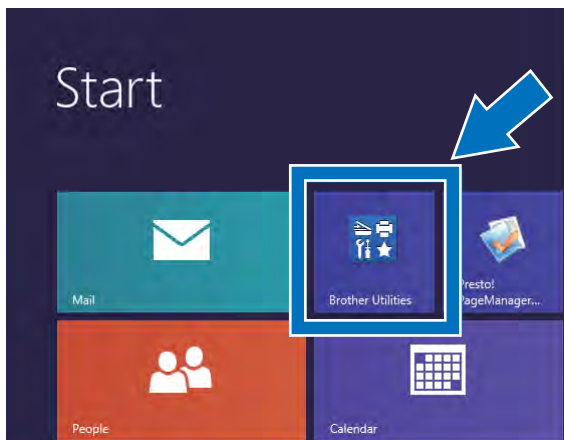 Start
Mail
Brother Utilities
Presto!
PageManager...
People
Calendar